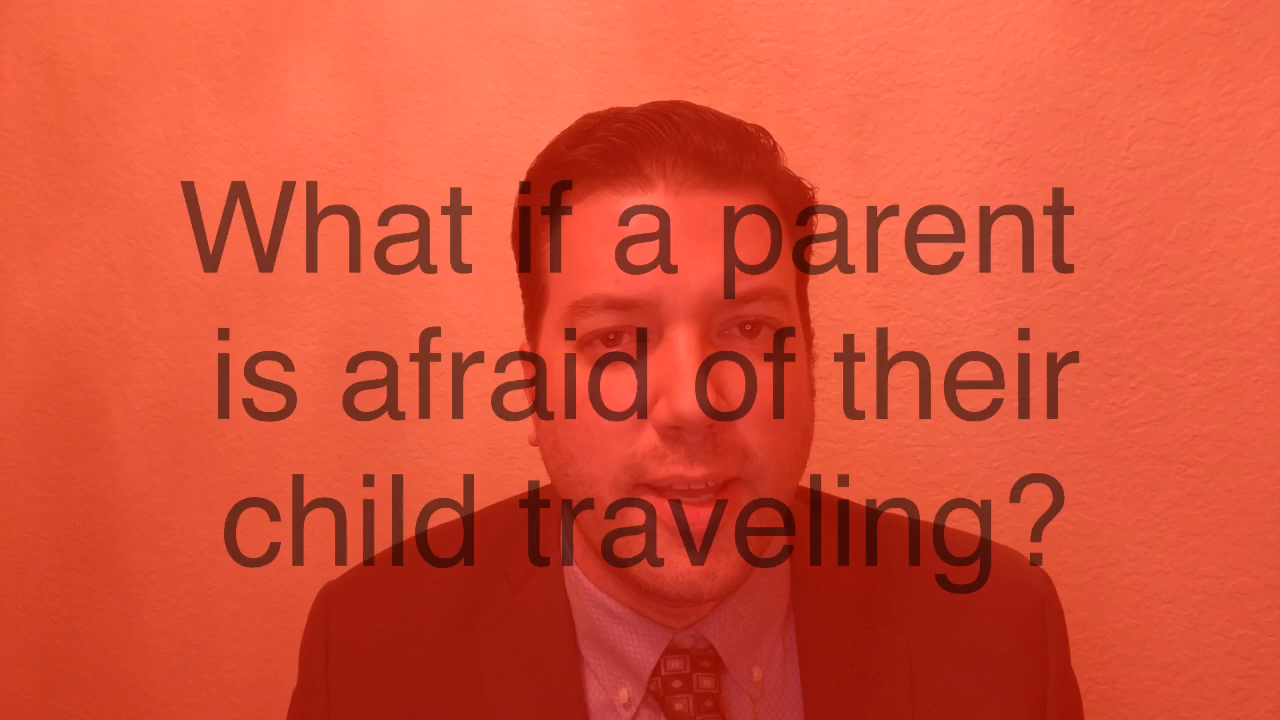 What if a parent
is afraid of their
child traveling?